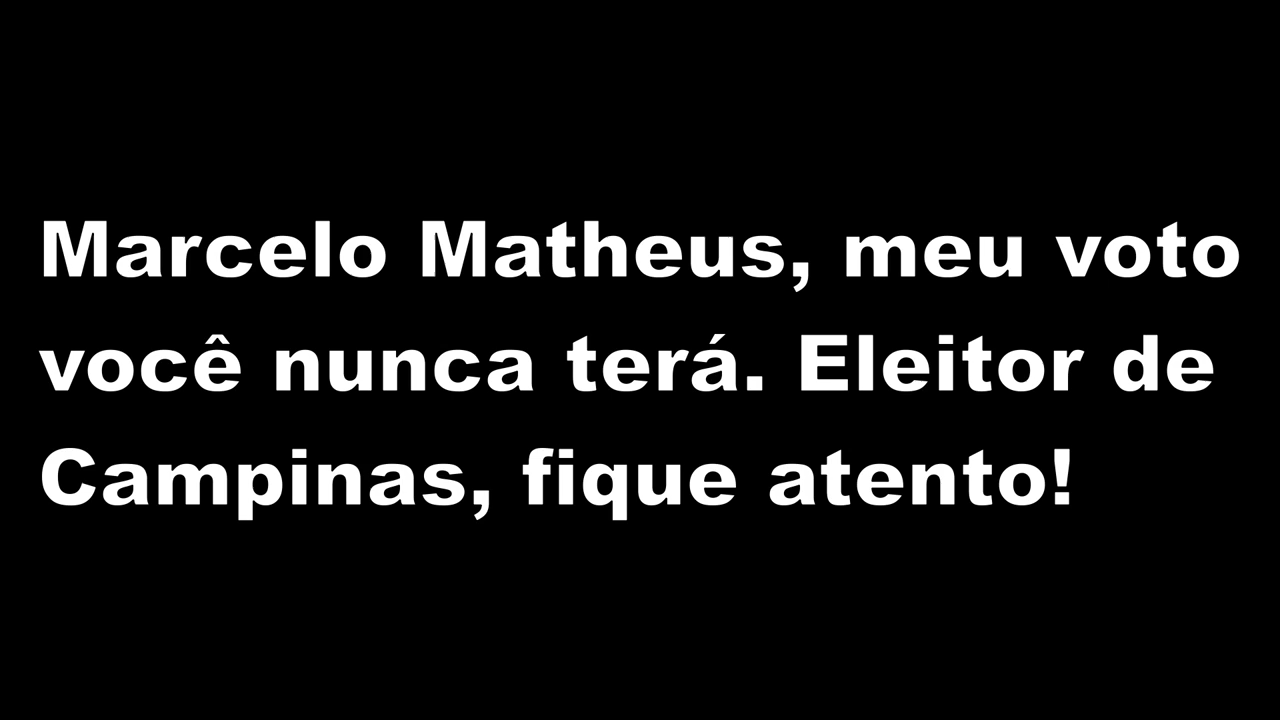 Marcelo Matheus, meu voto
você nunca terá. Eleitor de
Campinas, fique atento!